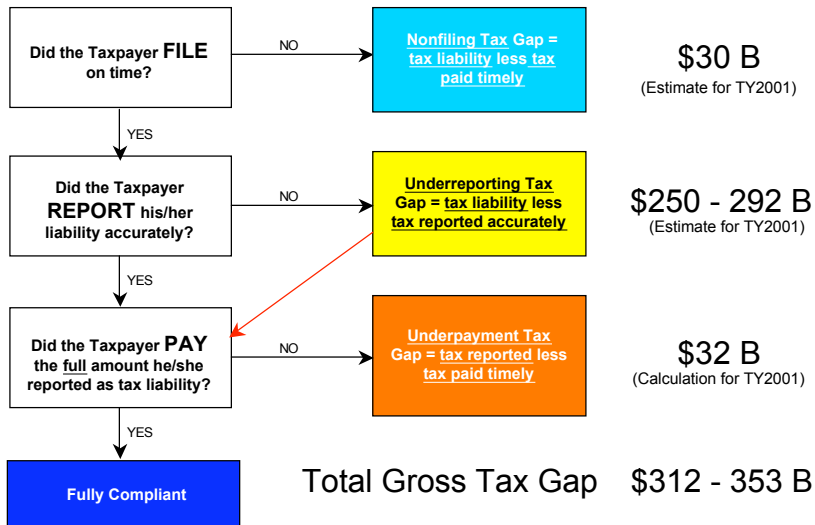 Did the Taxpayer FILE
on time?
NO
Nonfiling Tax Gap =
tax liability less tax
paid timely
$30 B
(Estimate for TY2001)
YES
Did the Taxpayer
REPORT his/her
liability accurately?
NO
Underreporting Tax
Gap = tax liability less
tax reported accurately
$250 - 292 B
(Estimate for TY2001)
YES
Did the Taxpayer PAY
the full amount he/she
reported as tax liability?
NO
Underpayment Tax
Gap = tax reported less
tax paid timely
$32 B
(Calculation for TY2001)
YES
Fully Compliant
Total Gross Tax Gap $312 - 353 B